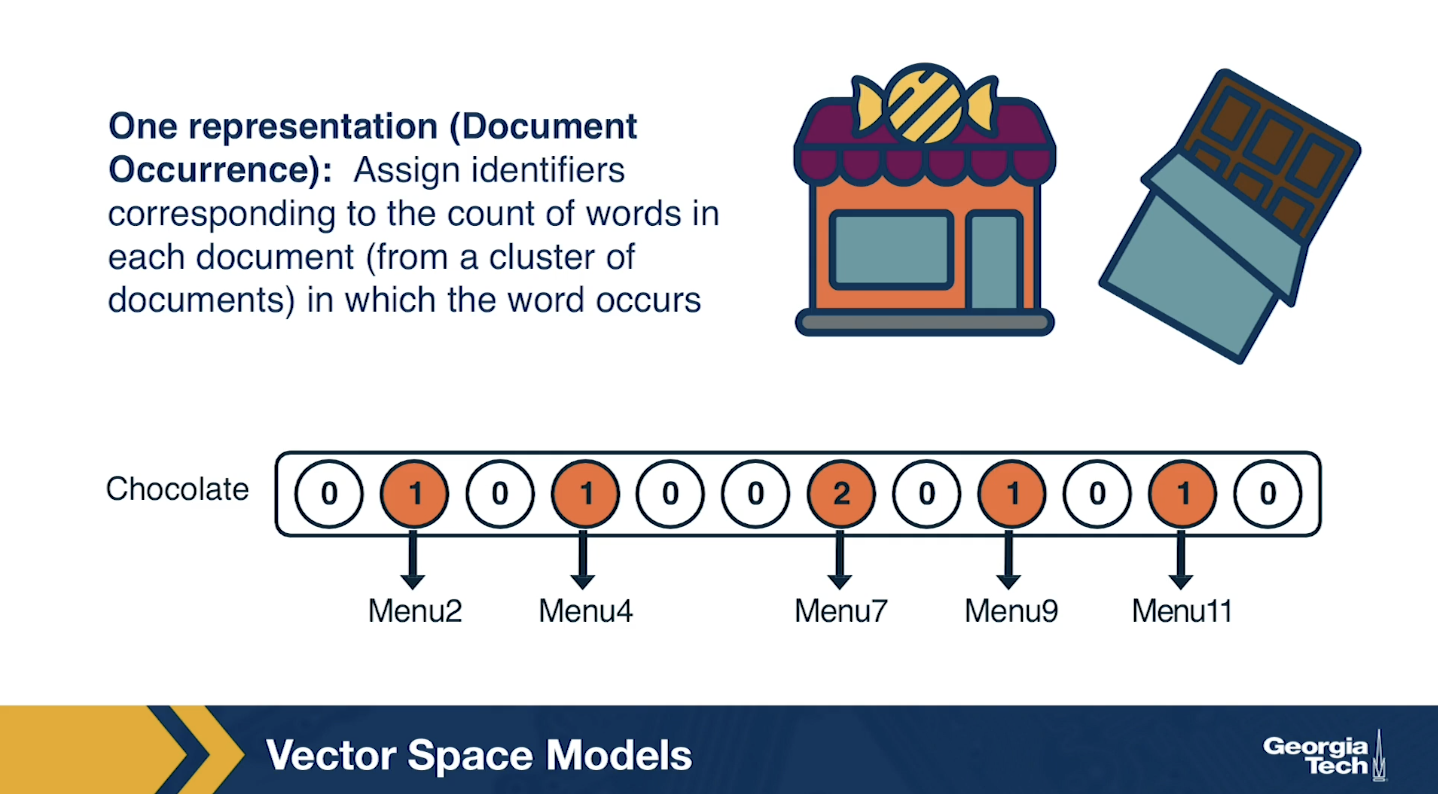 One representation (Document
Occurrence): Assign identifiers
corresponding to the count of words in
each document (from a cluster of
documents) in which the word occurs
Chocolate 0 1 0 1 0 0 2 0 1 0 1 0
Menu2 Menu4 Menu7 Menu9 Menu11
Vector Space Models
Georgia
Tech